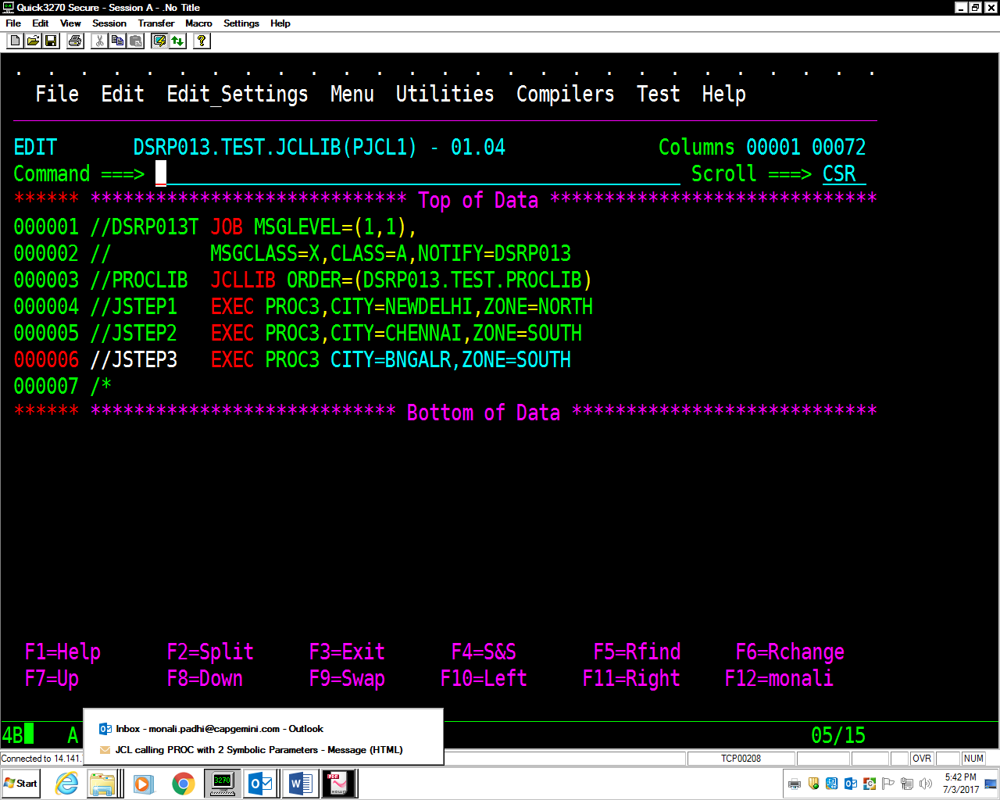 Quick3270 Secure - Session A - .No Title
File Edit View Session Transfer Macro Settings Help
. . . . . . . . . . . . . . . . . . . . . . . . . . .
File Edit Edit_Settings Menu Utilities Compilers Test Help
EDIT DSRP013.TEST.JCLLIB(PJCL1) - 01.04 Columns 00001 00072
Command ===> Scroll ===> CSR
****** ***************************** Top of Data ******************************
000001 //DSRP013T JOB MSGLEVEL=(1,1),
000002 // MSGCLASS=X,CLASS=A,NOTIFY=DSRP013
000003 //PROCLIB JCLLIB ORDER=(DSRP013.TEST.PROCLIB)
000004 //JSTEP1 EXEC PROC3,CITY=NEWDELHI,ZONE=NORTH
000005 //JSTEP2 EXEC PROC3,CITY=CHENNAI,ZONE=SOUTH
000006 //JSTEP3 EXEC PROC3 CITY=BNGALR,ZONE=SOUTH
000007 /*
****** **************************** Bottom of Data ****************************
F1=Help F2=Split F3=Exit F4=S&S F5=Rfind F6=Rchange
F7=Up F8=Down F9=Swap F10=Left F11=Right F12=monali
Inbox - monali.padhi@capgemini.com - Outlook
4B A 05/15
JCL calling PROC with 2 Symbolic Parameters - Message (HTML)
Connected to 14.141. TCP00208 OVR NUM
Start 3270 PDF 5:42 PM
7/3/2017